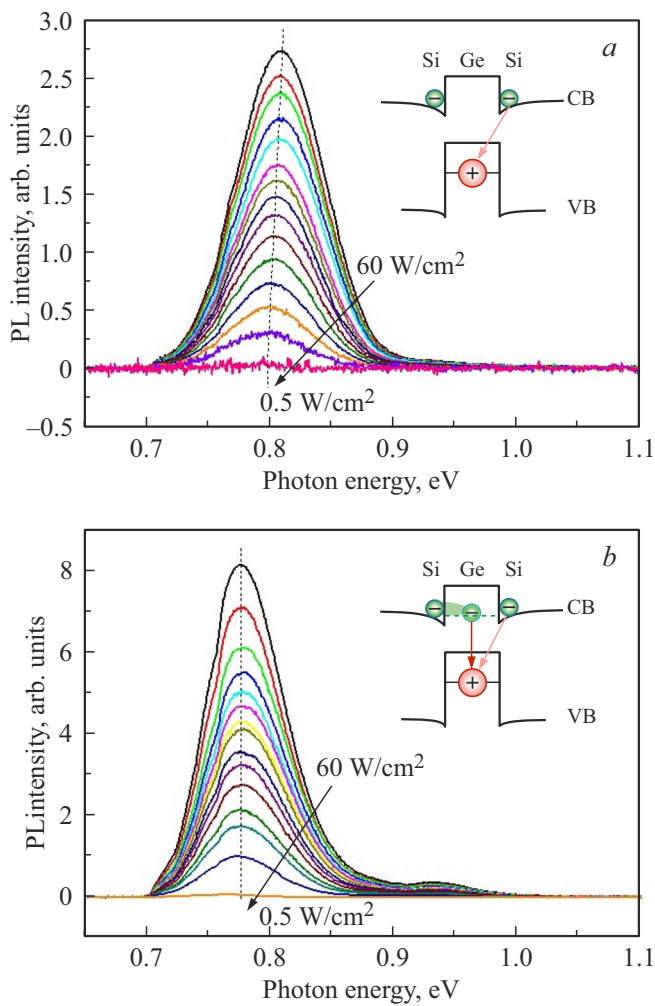 a
3.0
2.5
2.0
1.5
1.0
0.5
0
–0.5
PL intensity, arb. units
Si Ge Si
CB
+
VB
60 W/cm²
0.5 W/cm²
0.7 0.8 0.9 1.0 1.1
Photon energy, eV
b
8
6
4
2
0
PLintensity, arb. units
Si Ge Si
CB
+
VB
60 W/cm²
0.5 W/cm²
0.7 0.8 0.9 1.0 1.1
Photon energy, eV